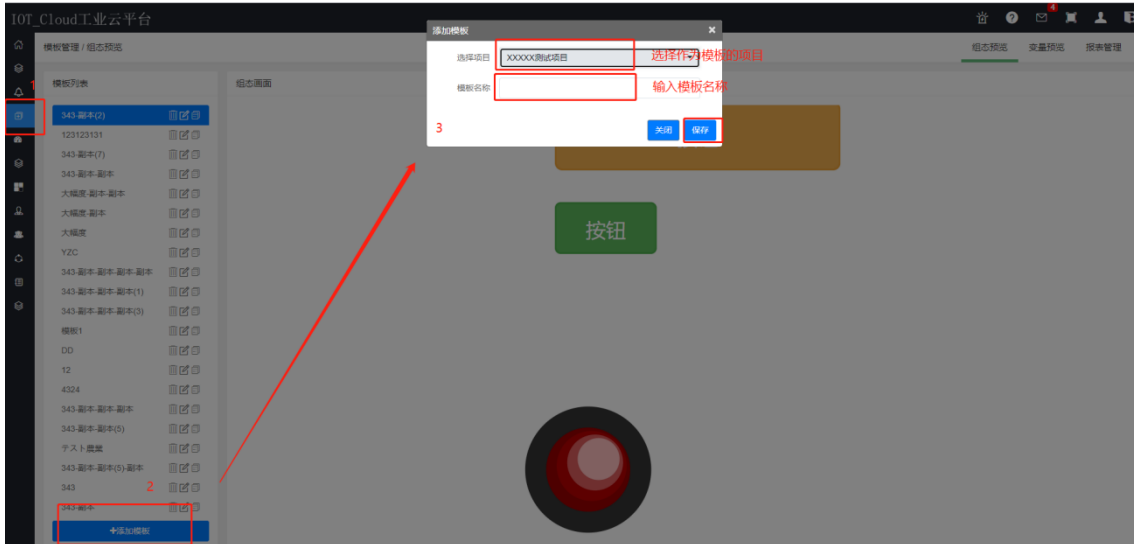 IOT_Cloud工业云平台
4
模板管理 / 组态预览
组态预览
变量预览
报表管理
添加模板
×
选择项目
XXXXX测试项目
选择作为模板的项目
模板名称
输入模板名称
3
关闭
保存
1
模板列表
组态画面
343-副本(2)
123123131
343-副本(7)
343-副本-副本
大幅度-副本-副本
大幅度-副本
大幅度
YZC
343-副本-副本-副本-副本
343-副本-副本-副本(1)
343-副本-副本-副本(3)
模板1
DD
12
4324
343-副本-副本-副本
343-副本-副本(5)
343-副本-副本(5)-副本
343
2
343-副本
+添加模板
按钮